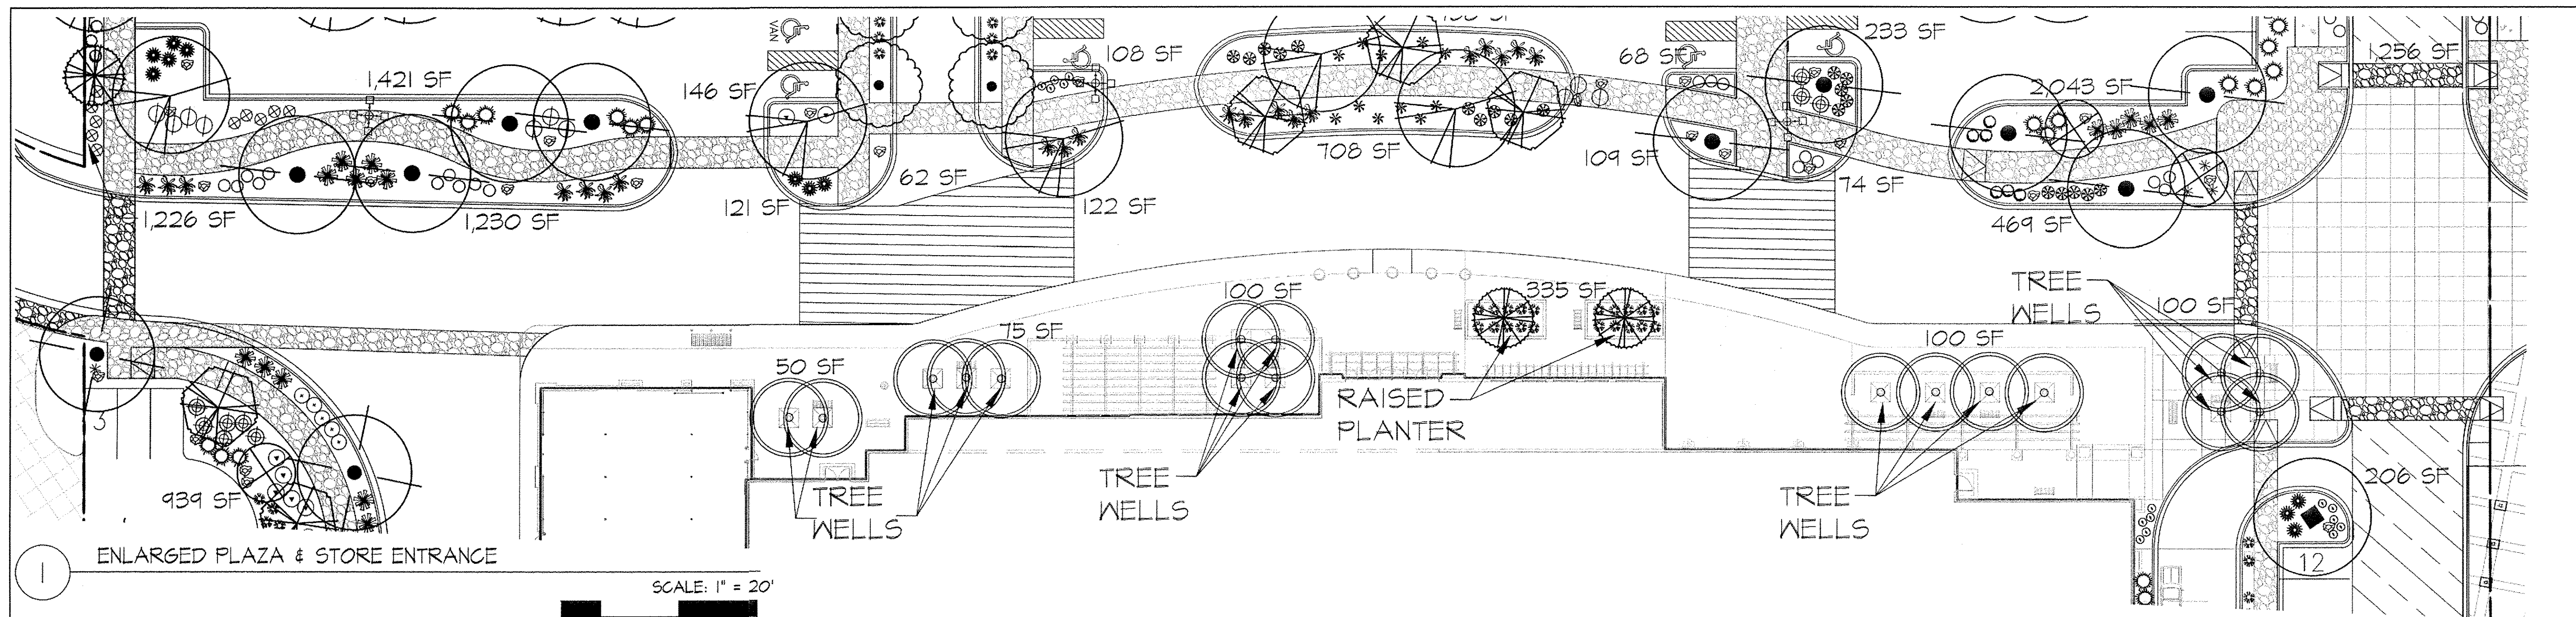 VAN
233 SF
108 SF
68 SF
1,256 SF
1,421 SF
146 SF
2,043 SF
708 SF
109 SF
62 SF
74 SF
121 SF
122 SF
1,226 SF
1,230 SF
469 SF
TREE
WELLS
100 SF
335 SF
100 SF
75 SF
100 SF
50 SF
RAISED
PLANTER
3
939 SF
TREE
WELLS
TREE
WELLS
TREE
WELLS
206 SF
12
1
ENLARGED PLAZA & STORE ENTRANCE
SCALE: 1" = 20'